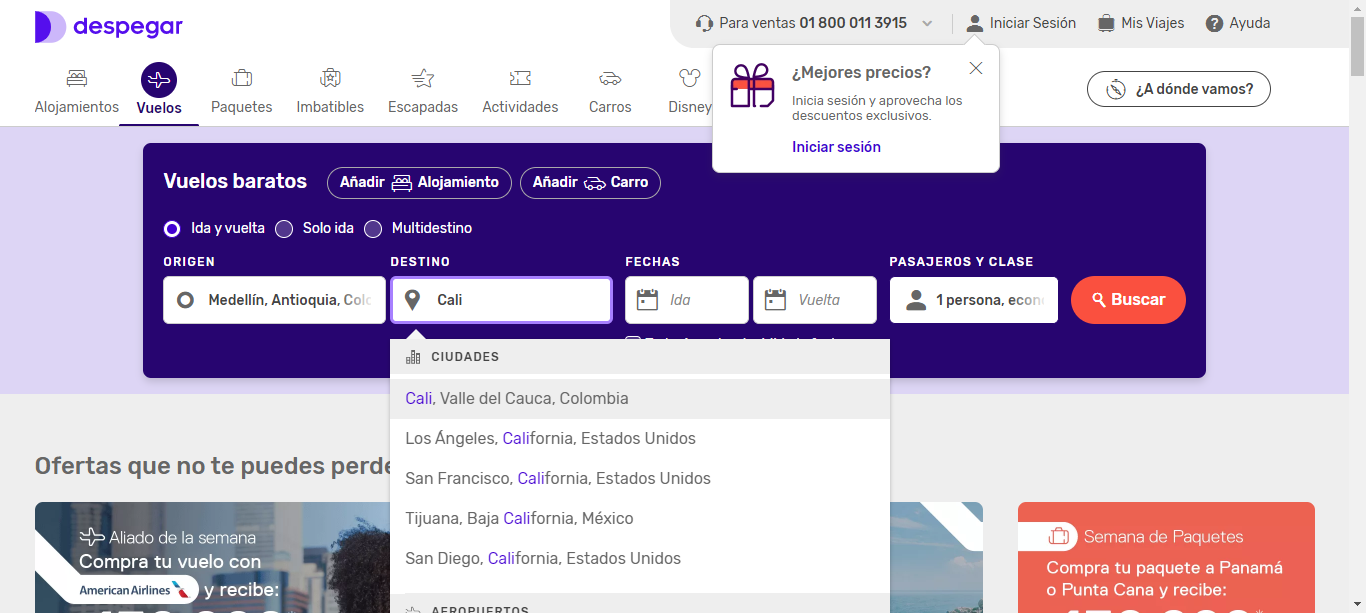 despegar
Para ventas 01 800 011 3915
Iniciar Sesión
Mis Viajes
Ayuda
Alojamientos
Vuelos
Paquetes
Imbatibles
Escapadas
Actividades
Carros
Disney
¿A dónde vamos?
¿Mejores precios?
Inicia sesión y aprovecha los
descuentos exclusivos.
Iniciar sesión
Vuelos baratos
Añadir Alojamiento
Añadir Carro
Ida y vuelta
Solo ida
Multidestino
ORIGEN
DESTINO
FECHAS
PASAJEROS Y CLASE
Medellín, Antioquia, Colo
Cali
Ida
Vuelta
1 persona, econ
Buscar
CIUDADES
Cali, Valle del Cauca, Colombia
Los Ángeles, California, Estados Unidos
San Francisco, California, Estados Unidos
Tijuana, Baja California, México
San Diego, California, Estados Unidos
AEROPUERTOS
Ofertas que no te puedes perde
Aliado de la semana
Compra tu vuelo con
American Airlines y recibe:
Semana de Paquetes
Compra tu paquete a Panamá
o Punta Cana y recibe: